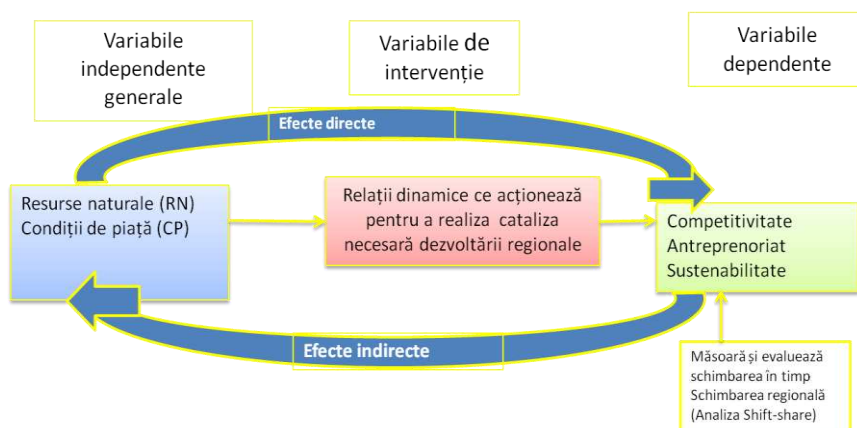 Variabile
independente
generale
Variabile de
intervenție
Variabile
dependente
Efecte directe
Resurse naturale (RN)
Condiții de piață (CP)
Relații dinamice ce acționează
pentru a realiza cataliza
necesară dezvoltării regionale
Competitivitate
Antreprenoriat
Sustenabilitate
Efecte indirecte
Măsoară și evaluează
schimbarea în timp
Schimbarea regională
(Analiza Shift-share)